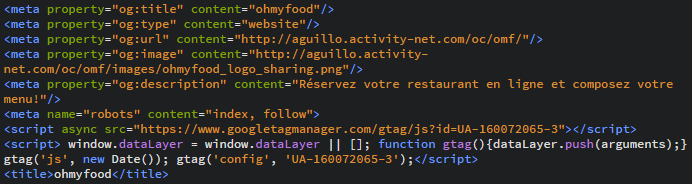 <meta property="og:title" content="ohmyfood"/>
<meta property="og:type" content="website"/>
<meta property="og:url" content="http://aguillo.activity-net.com/oc/omf/"/>
<meta property="og:image" content="http://aguillo.activity-
net.com/oc/omf/images/ohmyfood_logo_sharing.png"/>
<meta property="og:description" content="Réservez votre restaurant en ligne et composez votre
menu!"/>
<meta name="robots" content="index, follow">
<script async src="https://www.googletagmanager.com/gtag/js?id=UA-160072065-3"></script>
<script> window.dataLayer = window.dataLayer || []; function gtag(){dataLayer.push(arguments);}
gtag('js', new Date()); gtag('config', 'UA-160072065-3');</script>
<title>ohmyfood</title>